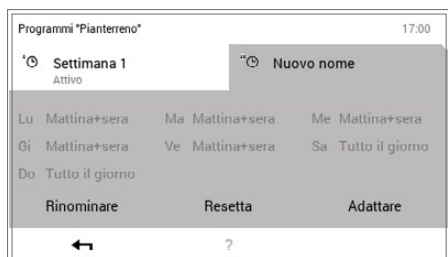 Programmi "Pianterreno" 17:00
Settimana 1 Nuovo nome
Attivo
Lu Mattina+sera Ma Mattina+sera Me Mattina+sera
Gi Mattina+sera Ve Mattina+sera Sa Tutto il giorno
Do Tutto il giorno
Rinominare Resetta Adattare
?